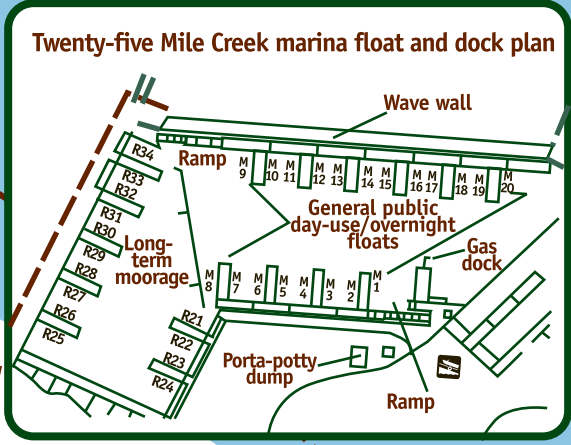 Twenty-five Mile Creek marina float and dock plan
Wave wall
R34
Ramp
M
9
M
10
M
11
M
12
M
13
M
14
M
15
M
16
M
17
M
18
M
19
M
20
R33
R32
R31
R30
R29
R28
R27
R26
R25
General public
day-use/overnight
floats
Long-
term
moorage
Gas
dock
M
8
M
7
M
6
M
5
M
4
M
3
M
2
M
1
R21
R22
R23
R24
Porta-potty
dump
Ramp